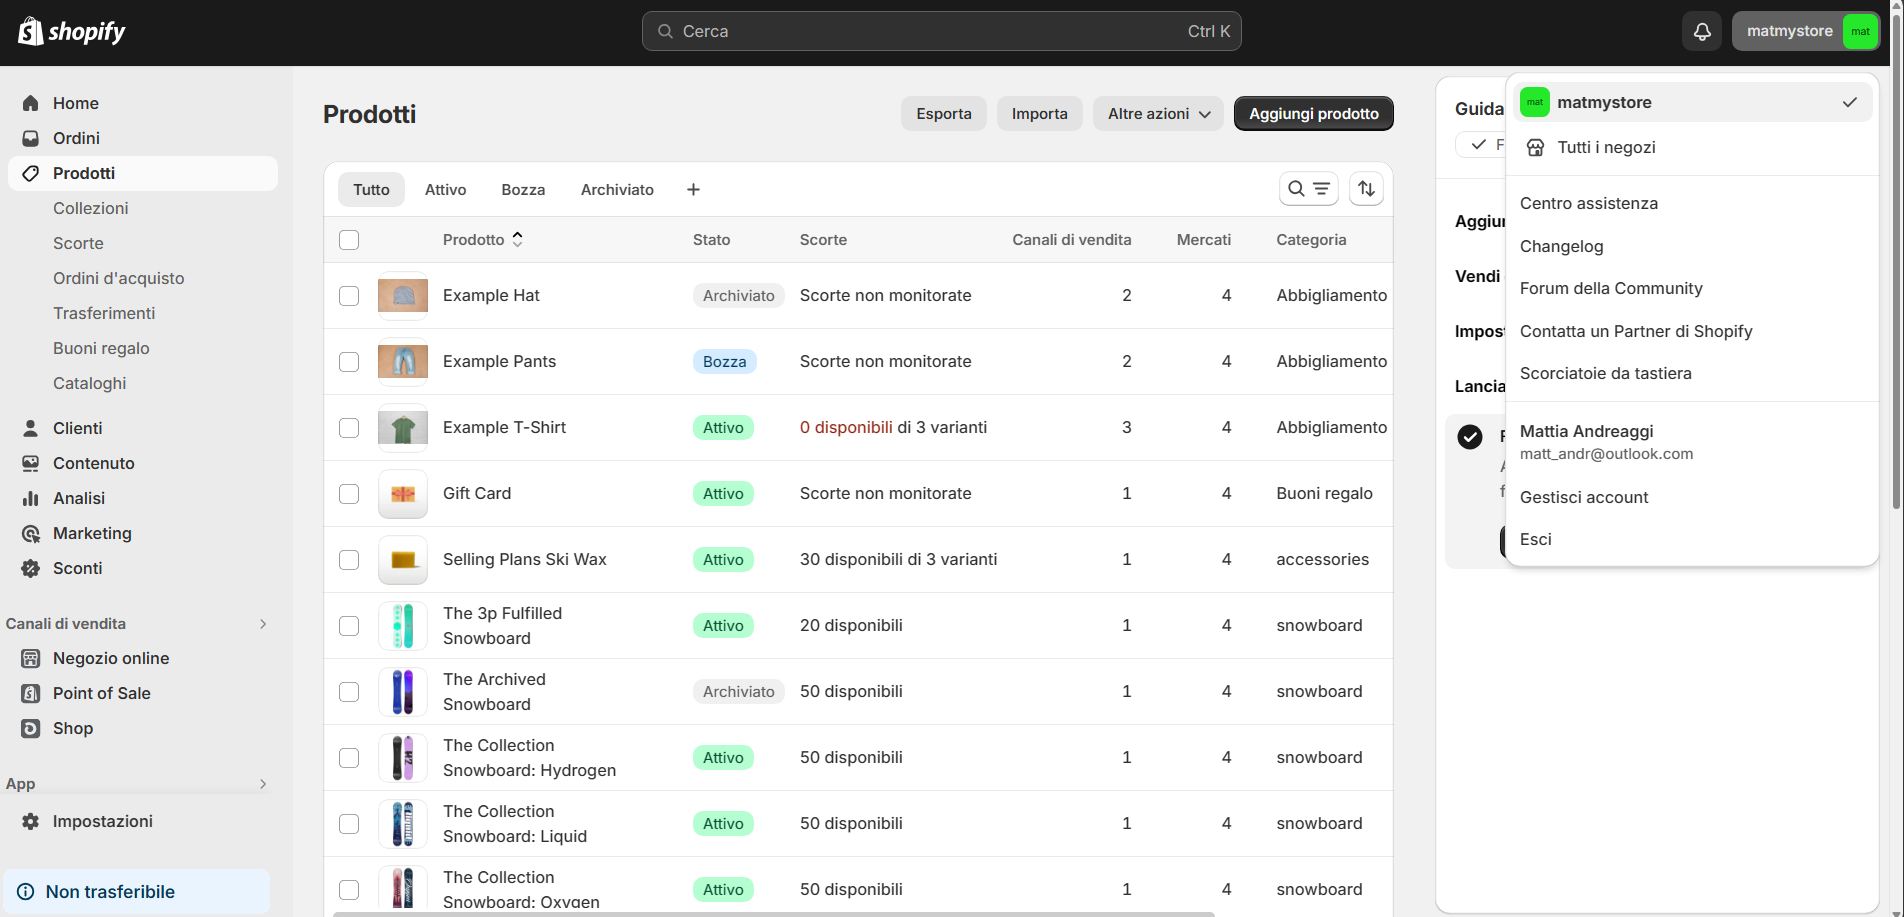 shopify
Cerca
Ctrl K
matmystore
mat
Home
Ordini
Prodotti
Collezioni
Scorte
Ordini d'acquisto
Trasferimenti
Buoni regalo
Cataloghi
Clienti
Contenuto
Analisi
Marketing
Sconti
Canali di vendita
Negozio online
Point of Sale
Shop
App
Impostazioni
Non trasferibile
Prodotti
Esporta
Importa
Altre azioni
Aggiungi prodotto
Tutto
Attivo
Bozza
Archiviato
Prodotto
Stato
Scorte
Canali di vendita
Mercati
Categoria
Example Hat
Archiviato
Scorte non monitorate
2
4
Abbigliamento
Example Pants
Bozza
Scorte non monitorate
2
4
Abbigliamento
Example T-Shirt
Attivo
0 disponibili di 3 varianti
3
4
Abbigliamento
Gift Card
Attivo
Scorte non monitorate
1
4
Buoni regalo
Selling Plans Ski Wax
Attivo
30 disponibili di 3 varianti
1
4
accessories
The 3p Fulfilled
Snowboard
Attivo
20 disponibili
1
4
snowboard
The Archived
Snowboard
Archiviato
50 disponibili
1
4
snowboard
The Collection
Snowboard: Hydrogen
Attivo
50 disponibili
1
4
snowboard
The Collection
Snowboard: Liquid
Attivo
50 disponibili
1
4
snowboard
The Collection
Snowboard: Oxygen
Attivo
50 disponibili
1
4
snowboard
Guida
F
Aggiun
Vendi
Impost
Lancia
mat
matmystore
Tutti i negozi
Centro assistenza
Changelog
Forum della Community
Contatta un Partner di Shopify
Scorciatoie da tastiera
Mattia Andreaggi
matt_andr@outlook.com
Gestisci account
Esci